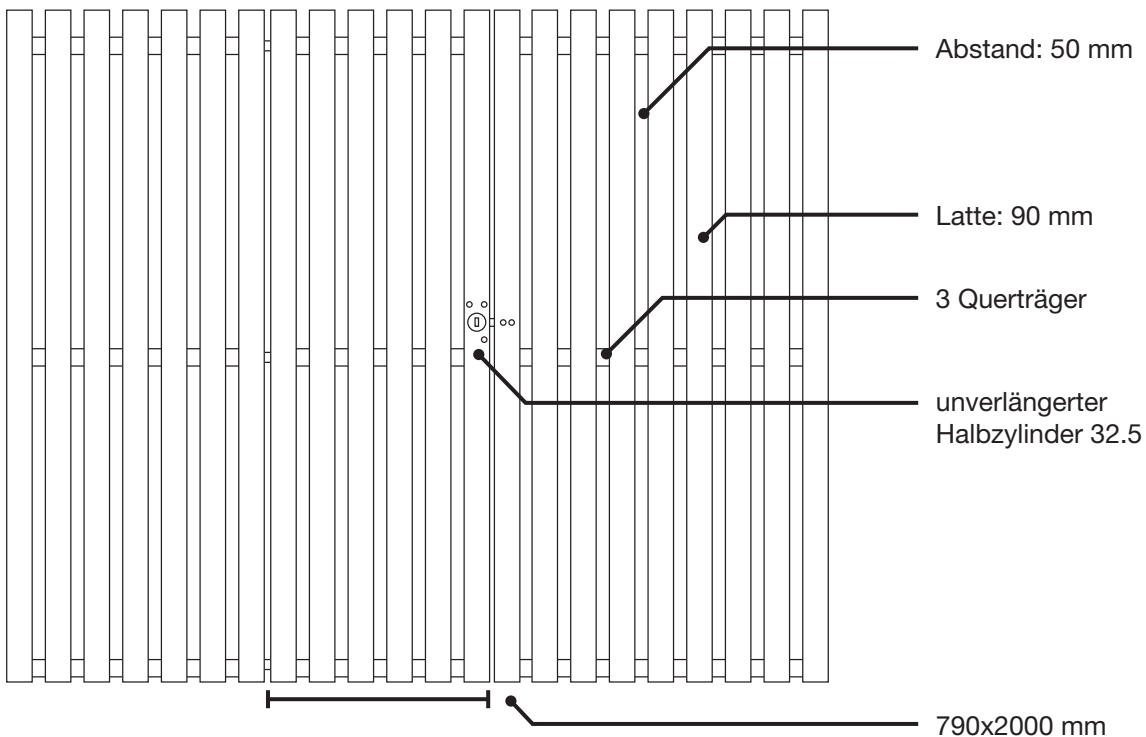 Abstand: 50 mm
Latte: 90 mm
3 Querträger
unverlängerter
Halbzylinder 32.5
790x2000 mm